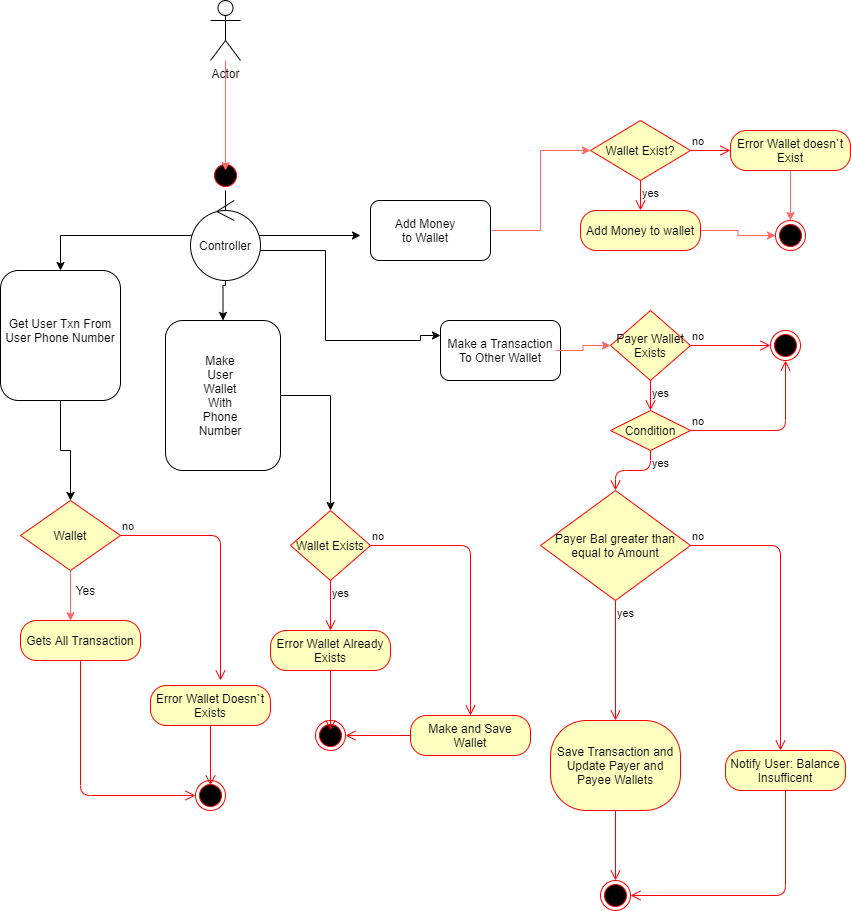 Actor
Controller
Add Money
to Wallet
Wallet Exist?
no
Error Wallet doesn`t
Exist
yes
Add Money to wallet
Get User Txn From
User Phone Number
Make
User
Wallet
With
Phone
Number
Make a Transaction
To Other Wallet
Payer Wallet
Exists
no
yes
Condition
no
yes
Payer Bal greater than
equal to Amount
no
yes
Save Transaction and
Update Payer and
Payee Wallets
Notify User: Balance
Insufficent
Wallet
no
Yes
Gets All Transaction
Error Wallet Doesn`t
Exists
Wallet Exists
no
yes
Error Wallet Already
Exists
Make and Save
Wallet